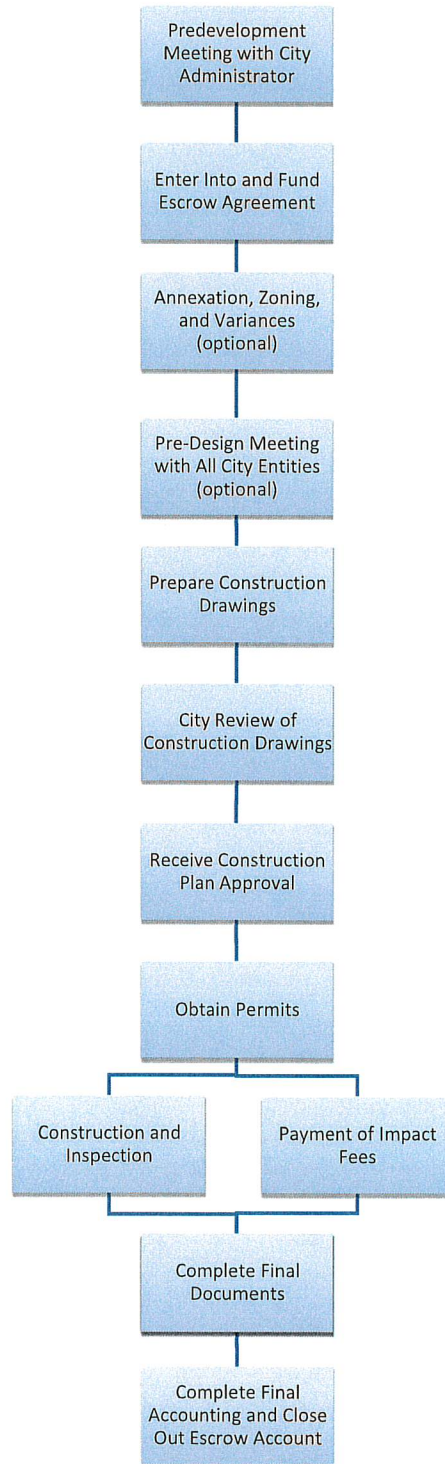 Predevelopment
Meeting with City
Administrator
Enter Into and Fund
Escrow Agreement
Annexation, Zoning,
and Variances
(optional)
Pre-Design Meeting
with All City Entities
(optional)
Prepare Construction
Drawings
City Review of
Construction Drawings
Receive Construction
Plan Approval
Obtain Permits
Construction and
Inspection
Payment of Impact
Fees
Complete Final
Documents
Complete Final
Accounting and Close
Out Escrow Account